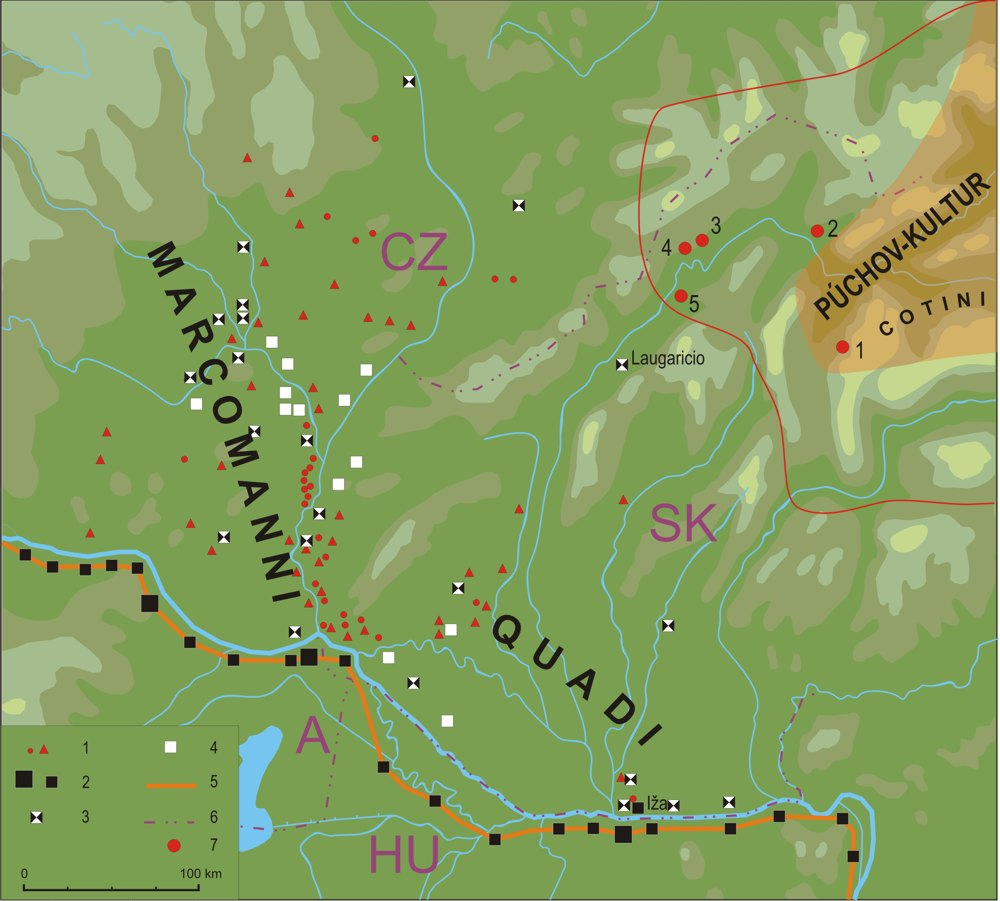 CZ
MARCOMANNI
PÚCHOV-KULTUR
COTINI
3
2
4
5
1
Laugaricio
SK
QUADI
A
Iža
HU
1
4
2
5
3
6
7
0
100 km